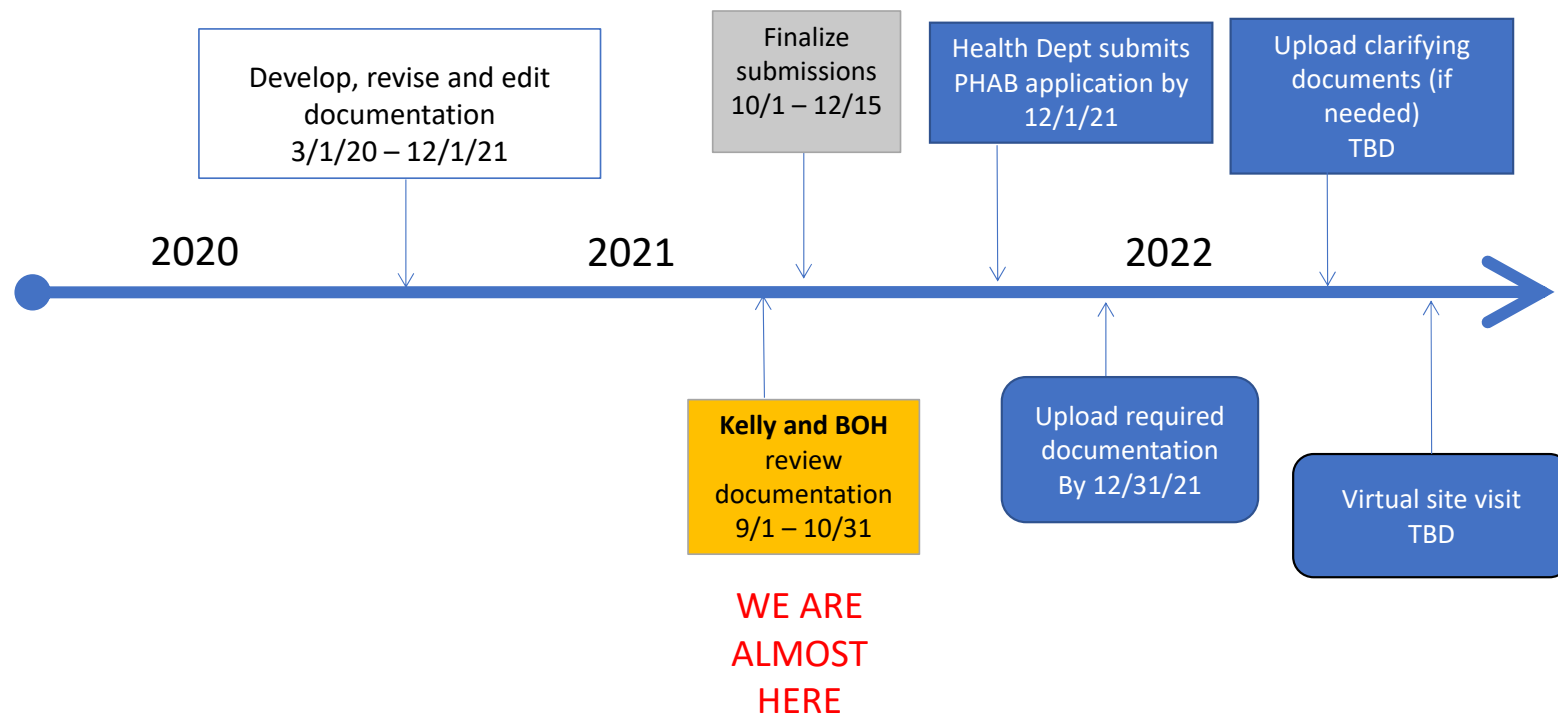 Develop, revise and edit
documentation
3/1/20 – 12/1/21
Finalize
submissions
10/1 – 12/15
Health Dept submits
PHAB application by
12/1/21
Upload clarifying
documents (if
needed)
TBD
2020
2021
2022
Kelly and BOH
review
documentation
9/1 – 10/31
Upload required
documentation
By 12/31/21
Virtual site visit
TBD
WE ARE
ALMOST
HERE